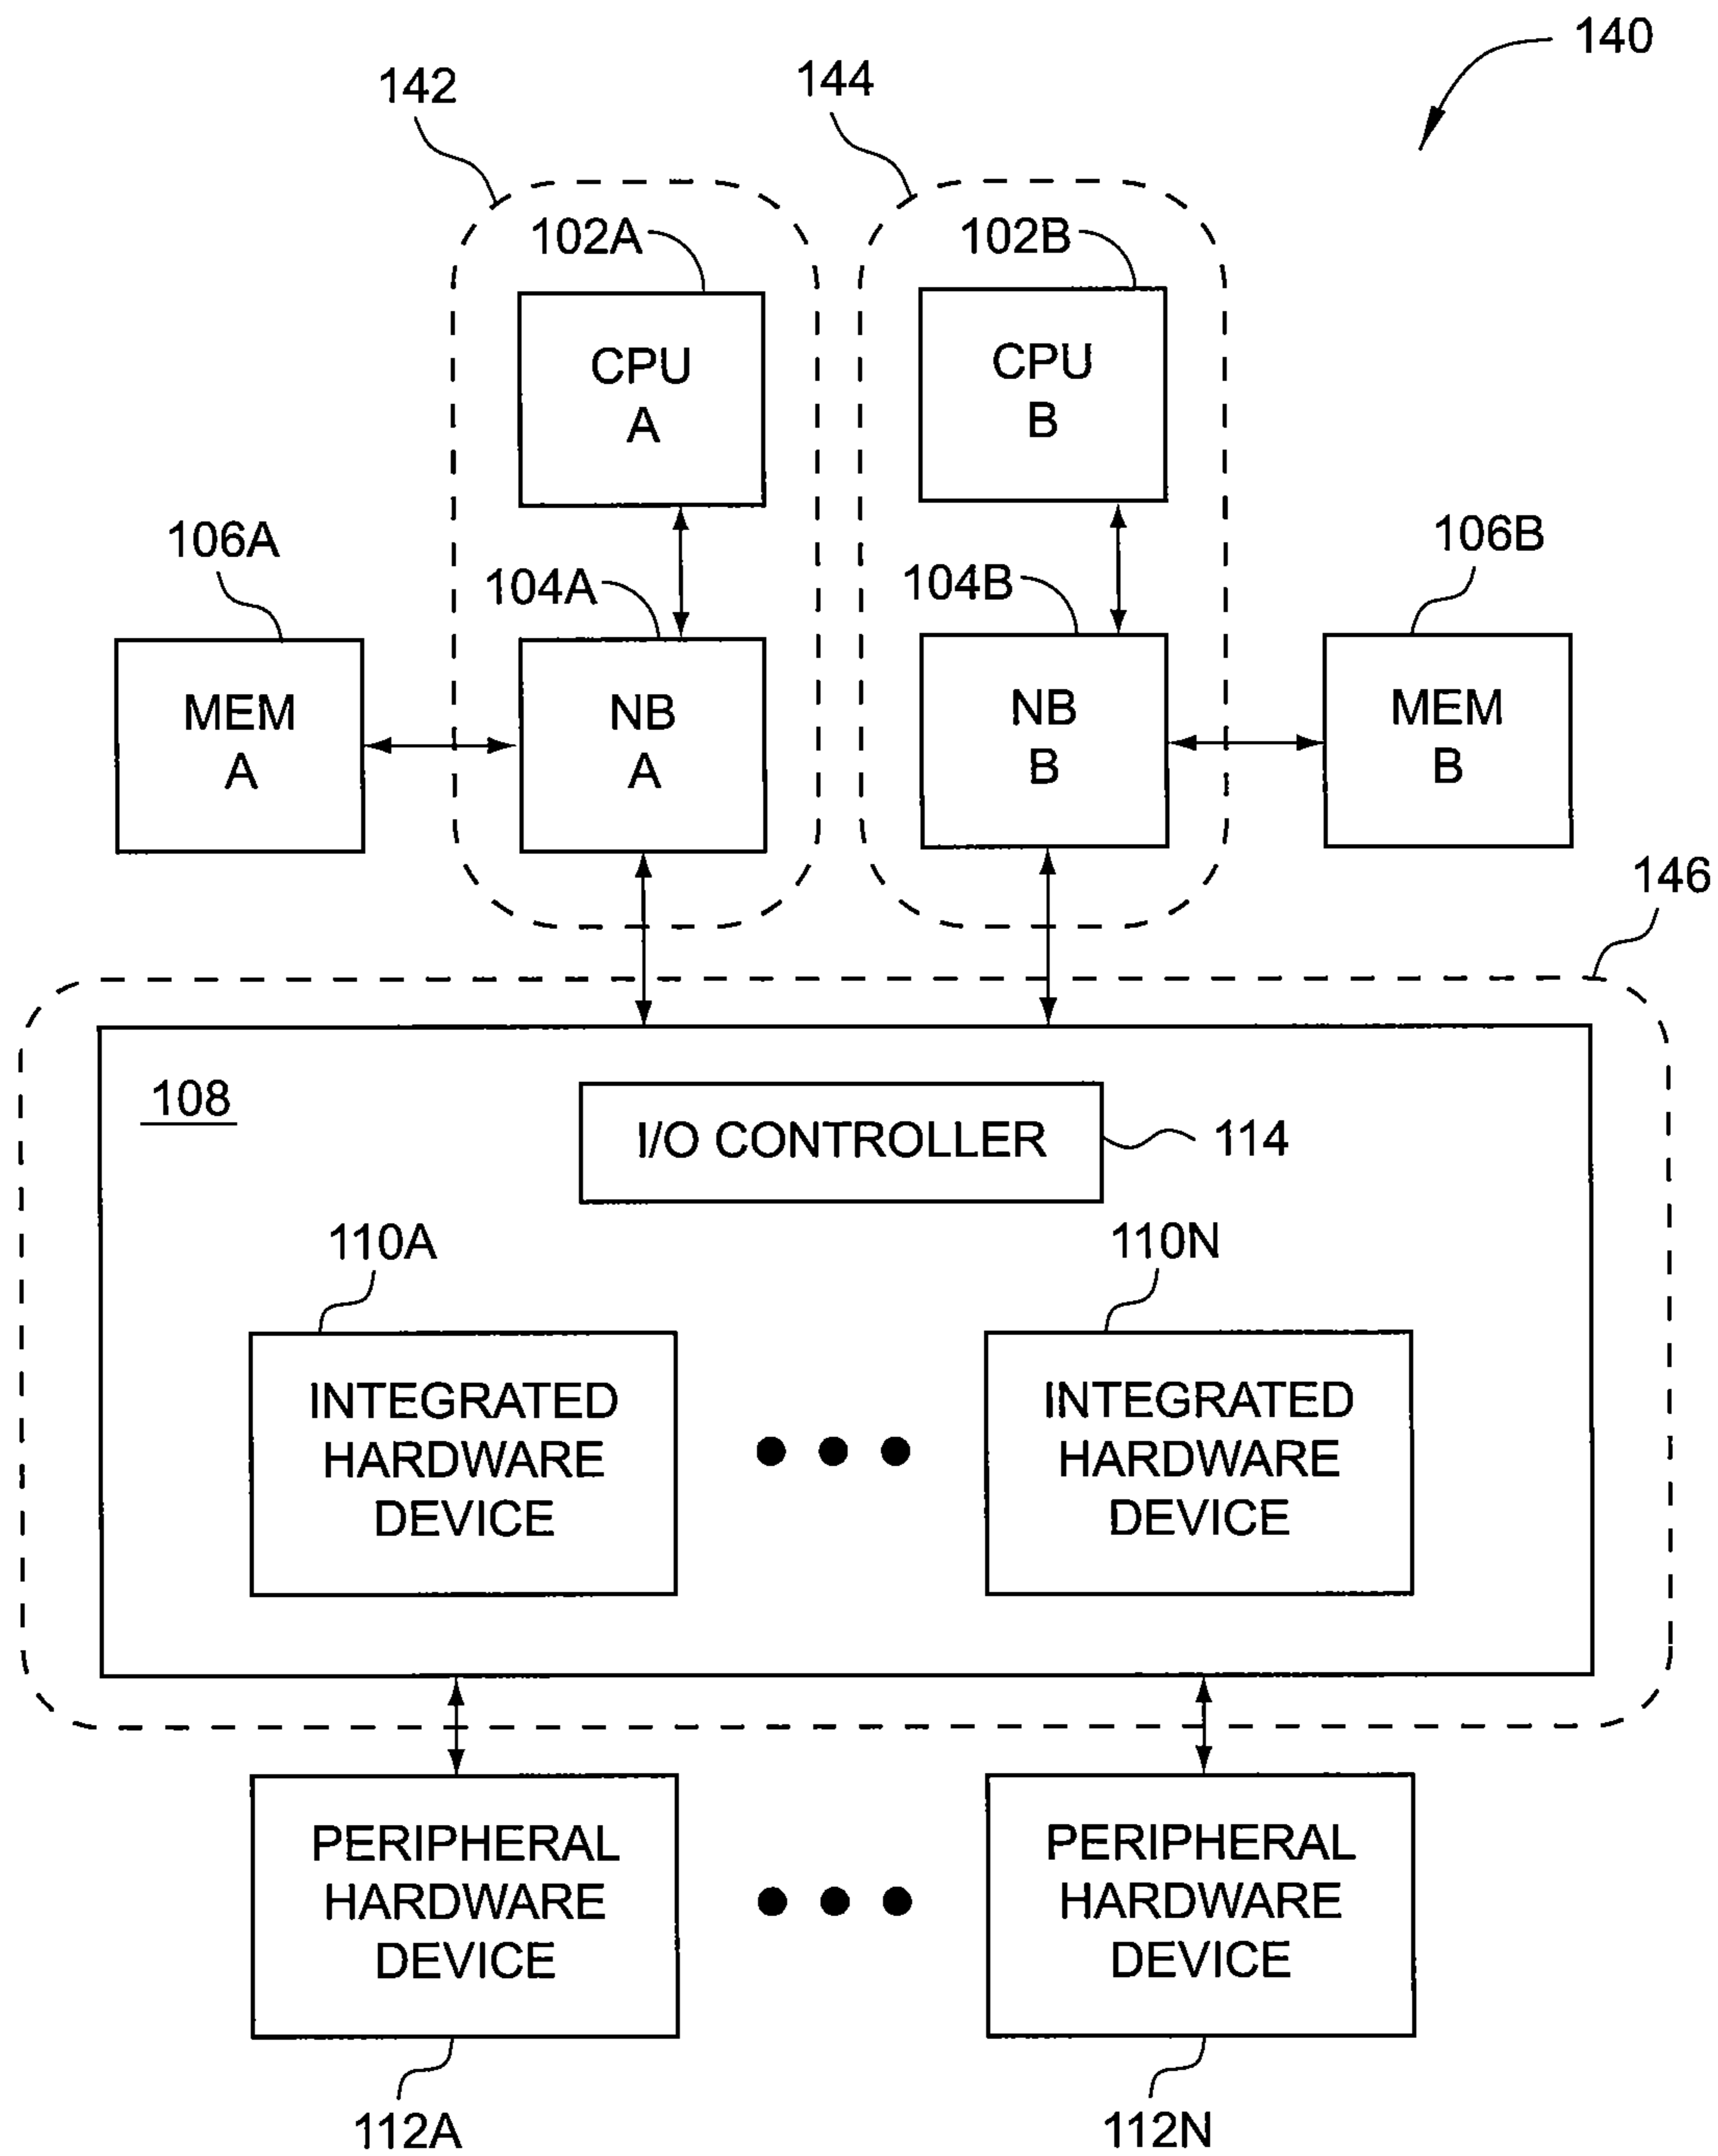 140
142
144
102A
102B
CPU
A
CPU
B
106A
104A
104B
106B
MEM
A
NB
A
NB
B
MEM
B
146
108
I/O CONTROLLER
114
110A
110N
INTEGRATED
HARDWARE
DEVICE
INTEGRATED
HARDWARE
DEVICE
PERIPHERAL
HARDWARE
DEVICE
PERIPHERAL
HARDWARE
DEVICE
112A
112N